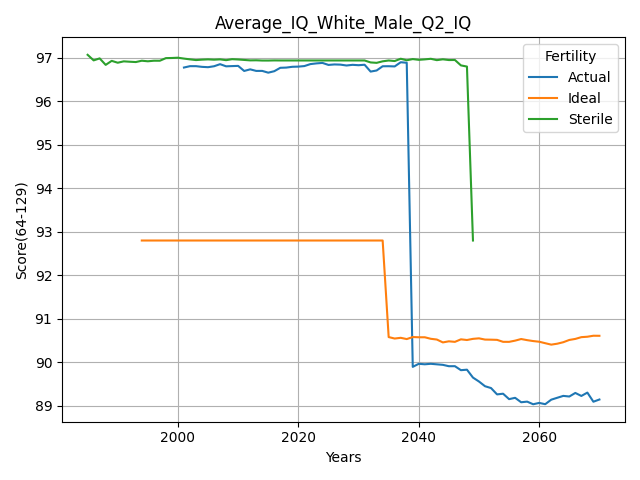 Average_IQ_White_Male_Q2_IQ
Score(64-129)
97
96
95
94
93
92
91
90
89
2000
2020
2040
2060
Years
Fertility
Actual
Ideal
Sterile